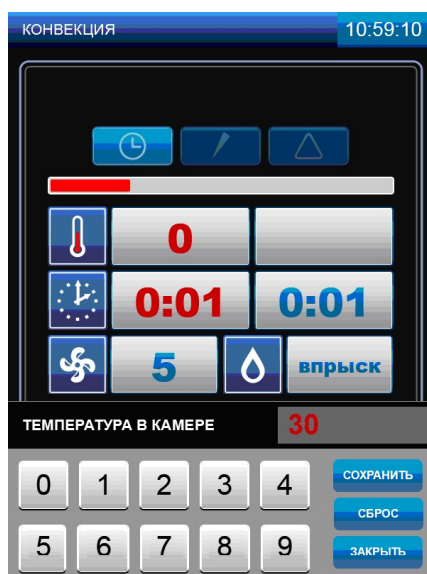 КОНВЕКЦИЯ 10:59:10
0
0:01 0:01
5 впрыск
ТЕМПЕРАТУРА В КАМЕРЕ 30
0 1 2 3 4 СОХРАНИТЬ
СБРОС
5 6 7 8 9 ЗАКРЫТЬ